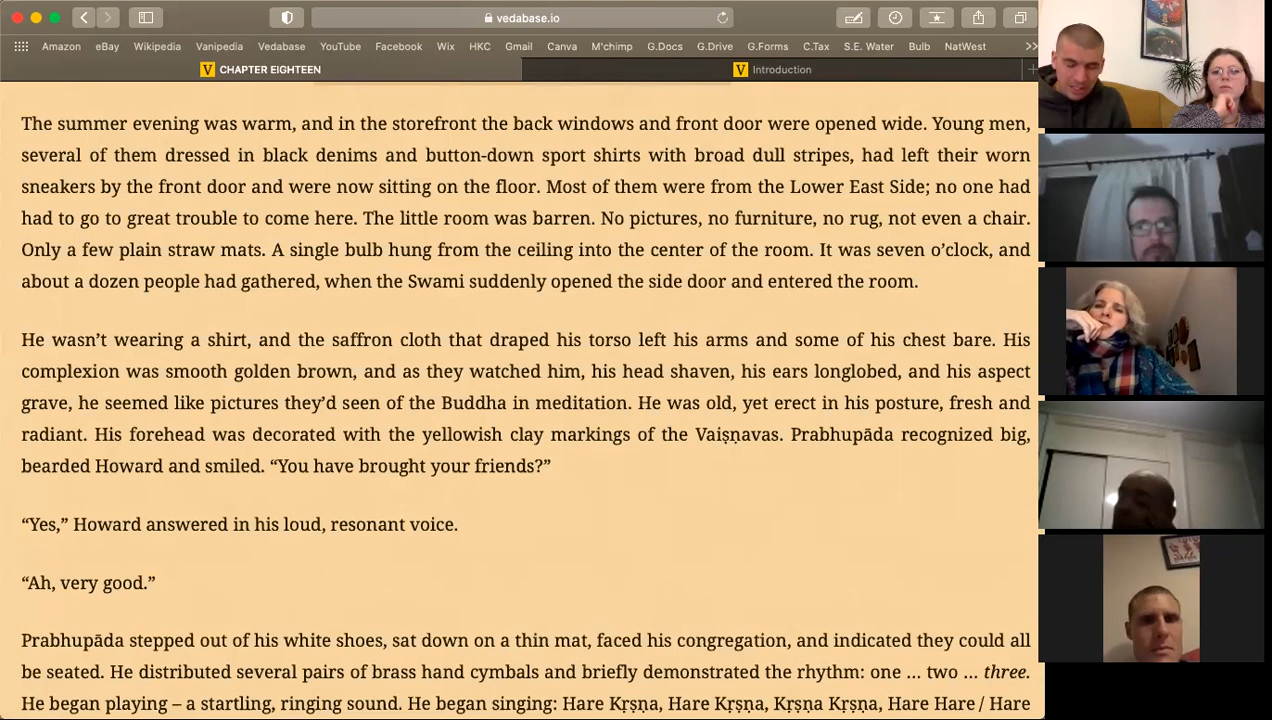 vedabase.io
Amazon eBay Wikipedia Vanipedia Vedabase YouTube Facebook Wix HKC Gmail Canva M'chimp G.Docs G.Drive G.Forms C.Tax S.E. Water Bulb NatWest >>
V CHAPTER EIGHTEEN V Introduction +
The summer evening was warm, and in the storefront the back windows and front door were opened wide. Young men,
several of them dressed in black denims and button-down sport shirts with broad dull stripes, had left their worn
sneakers by the front door and were now sitting on the floor. Most of them were from the Lower East Side; no one had
had to go to great trouble to come here. The little room was barren. No pictures, no furniture, no rug, not even a chair.
Only a few plain straw mats. A single bulb hung from the ceiling into the center of the room. It was seven o’clock, and
about a dozen people had gathered, when the Swami suddenly opened the side door and entered the room.
He wasn’t wearing a shirt, and the saffron cloth that draped his torso left his arms and some of his chest bare. His
complexion was smooth golden brown, and as they watched him, his head shaven, his ears longlobed, and his aspect
grave, he seemed like pictures they’d seen of the Buddha in meditation. He was old, yet erect in his posture, fresh and
radiant. His forehead was decorated with the yellowish clay markings of the Vaiṣṇavas. Prabhupāda recognized big,
bearded Howard and smiled. “You have brought your friends?”
“Yes,” Howard answered in his loud, resonant voice.
“Ah, very good.”
Prabhupāda stepped out of his white shoes, sat down on a thin mat, faced his congregation, and indicated they could all
be seated. He distributed several pairs of brass hand cymbals and briefly demonstrated the rhythm: one … two … three.
He began playing – a startling, ringing sound. He began singing: Hare Kṛṣṇa, Hare Kṛṣṇa, Kṛṣṇa Kṛṣṇa, Hare Hare / Hare